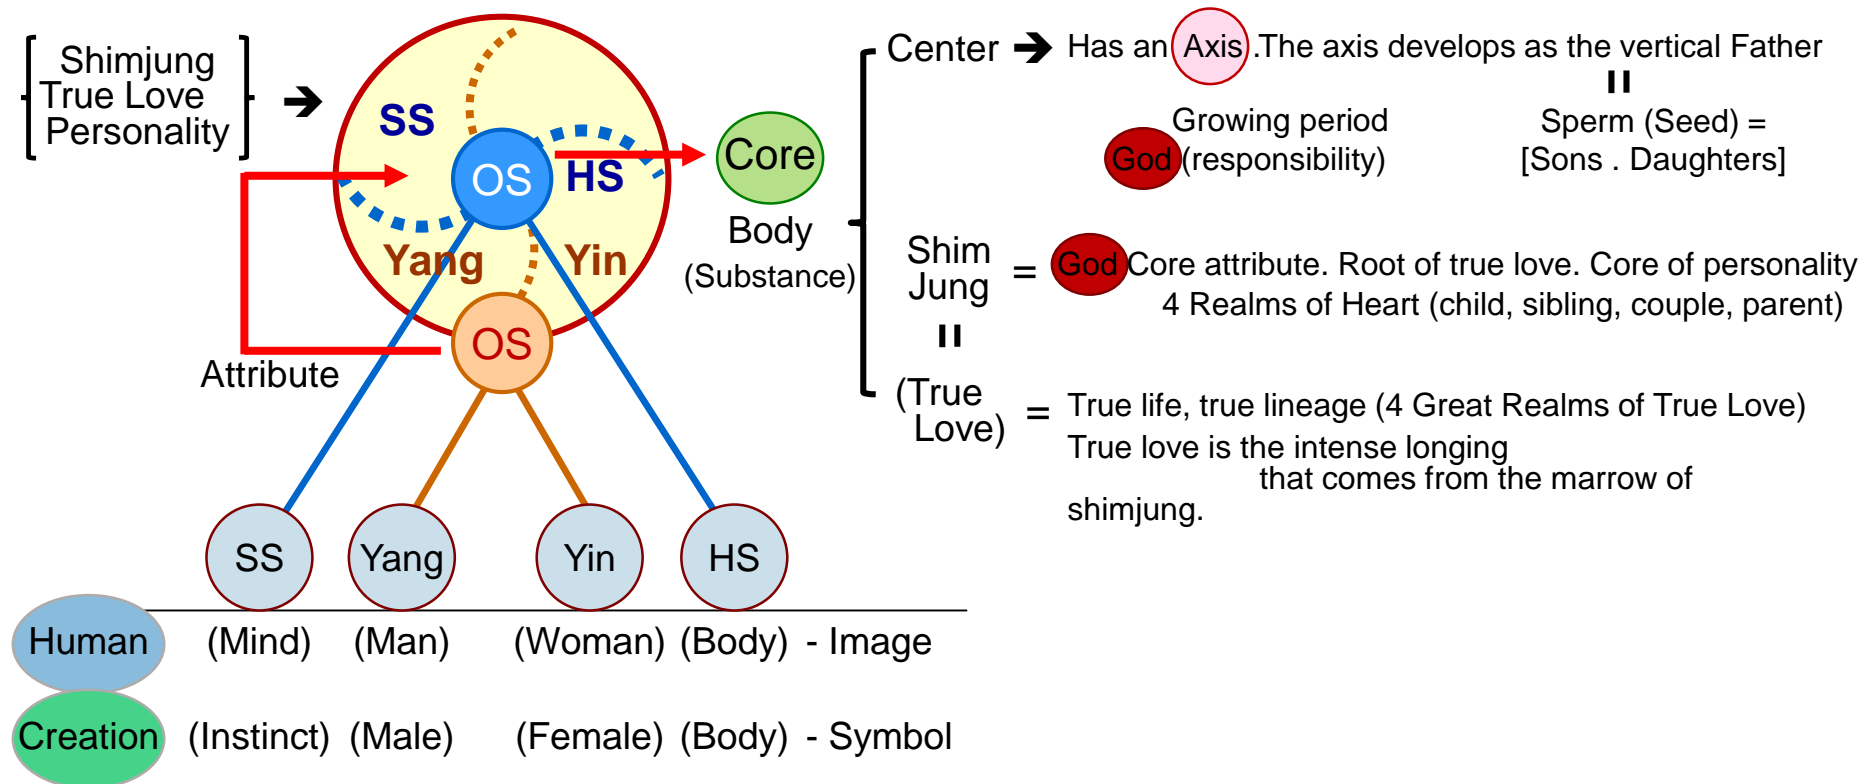 Shimjung
True Love
Personality
SS
OS
HS
Yang
Yin
OS
Attribute
Core
Body
(Substance)
Center
Has an Axis .The axis develops as the vertical Father
=
Growing period
God (responsibility)
Sperm (Seed) =
[Sons . Daughters]
Shim
Jung
= God Core attribute. Root of true love. Core of personality
4 Realms of Heart (child, sibling, couple, parent)
=
(True
Love)
= True life, true lineage (4 Great Realms of True Love)
True love is the intense longing
that comes from the marrow of
shimjung.
SS Yang Yin HS
Human (Mind) (Man) (Woman) (Body) - Image
Creation (Instinct) (Male) (Female) (Body) - Symbol